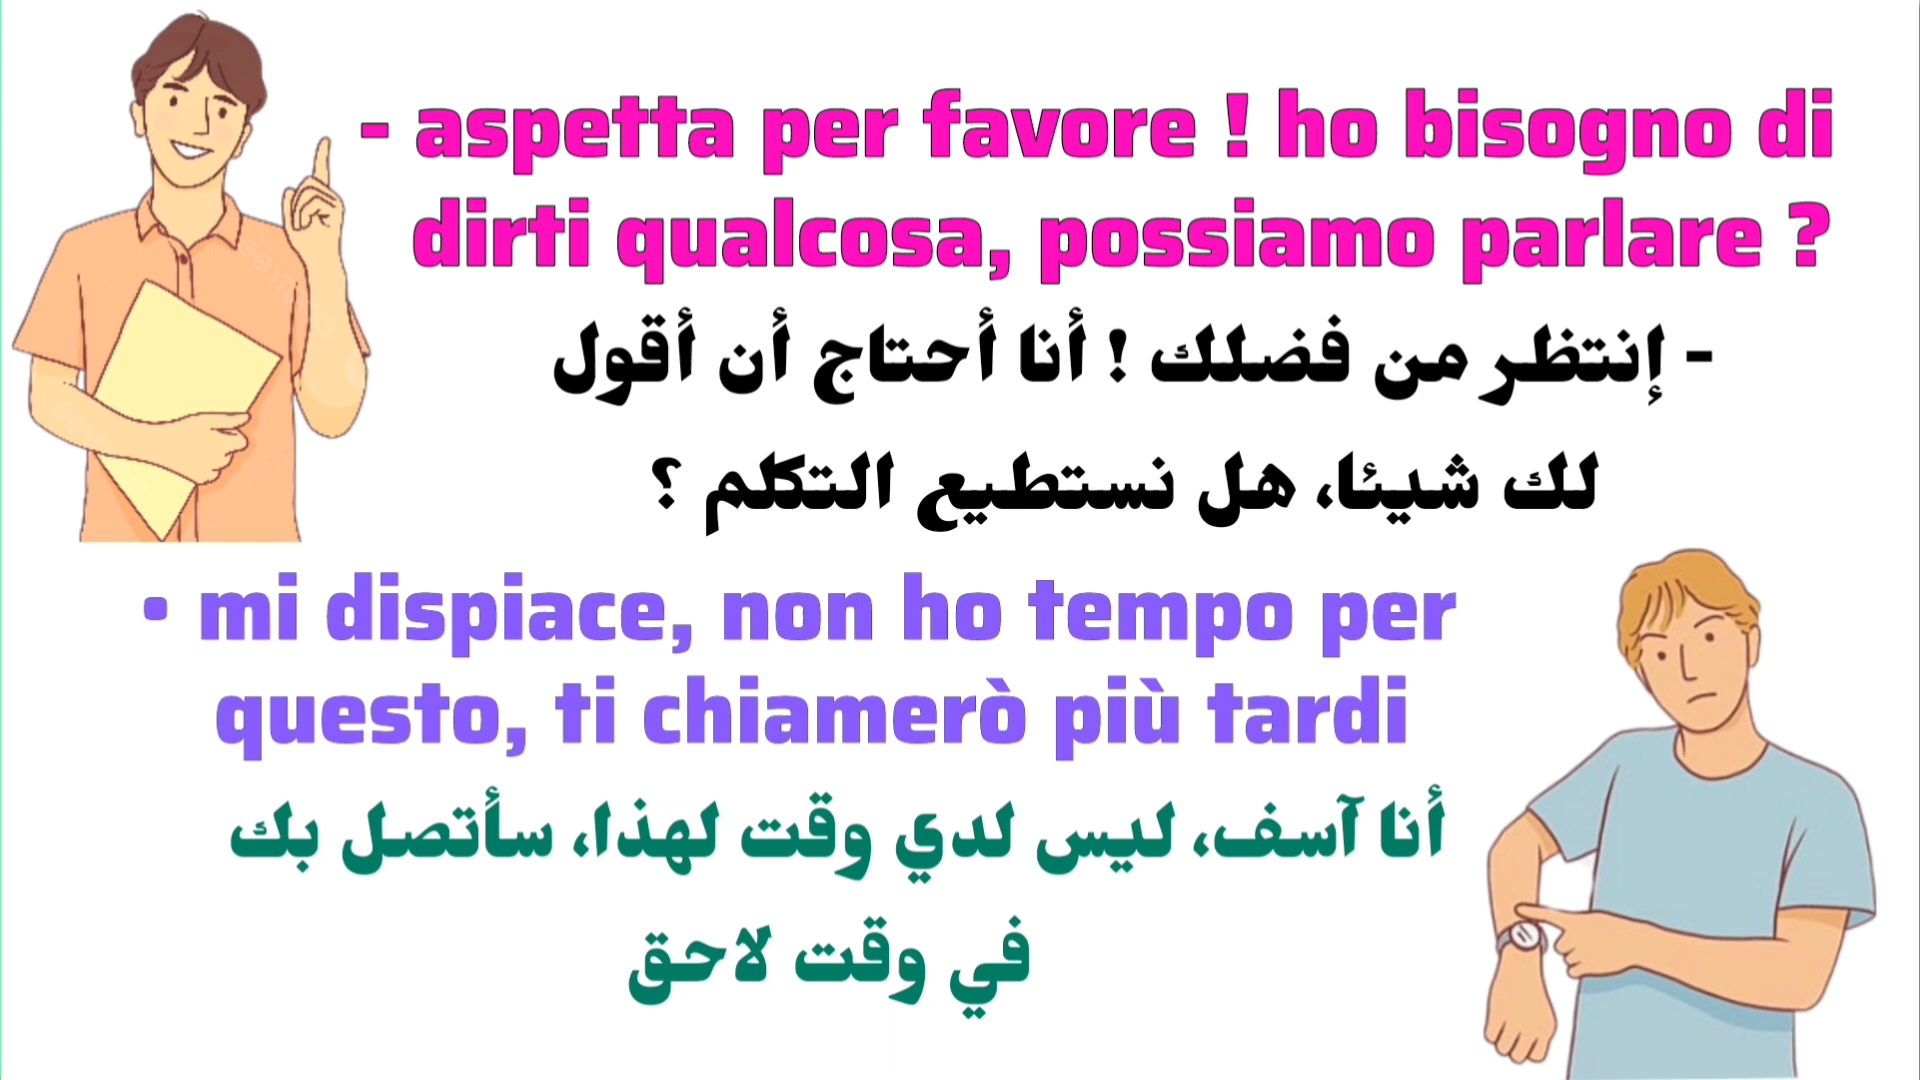 - aspetta per favore ! ho bisogno di
dirti qualcosa, possiamo parlare ?
- إنتظر من فضلك ! أنا أحتاج أن أقول
لك شيئا، هل نستطيع التكلم ؟
• mi dispiace, non ho tempo per
questo, ti chiamerò più tardi
أنا آسف، ليس لدي وقت لهذا، سأتصل بك
في وقت لاحق